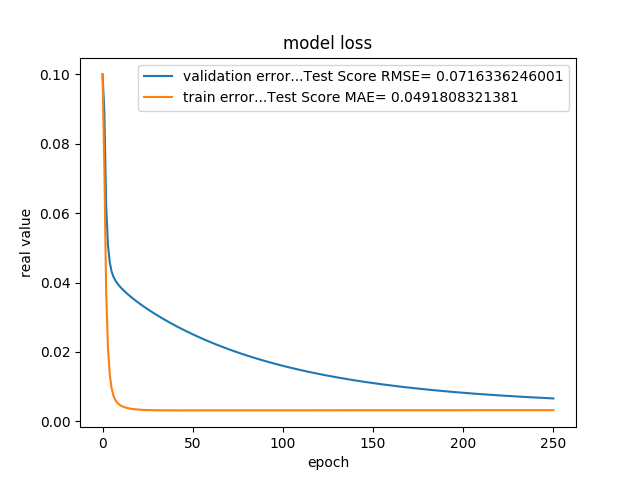 model loss
validation error...Test Score RMSE= 0.0716336246001
train error...Test Score MAE= 0.0491808321381
real value
0.10
0.08
0.06
0.04
0.02
0.00
0 50 100 150 200 250
epoch